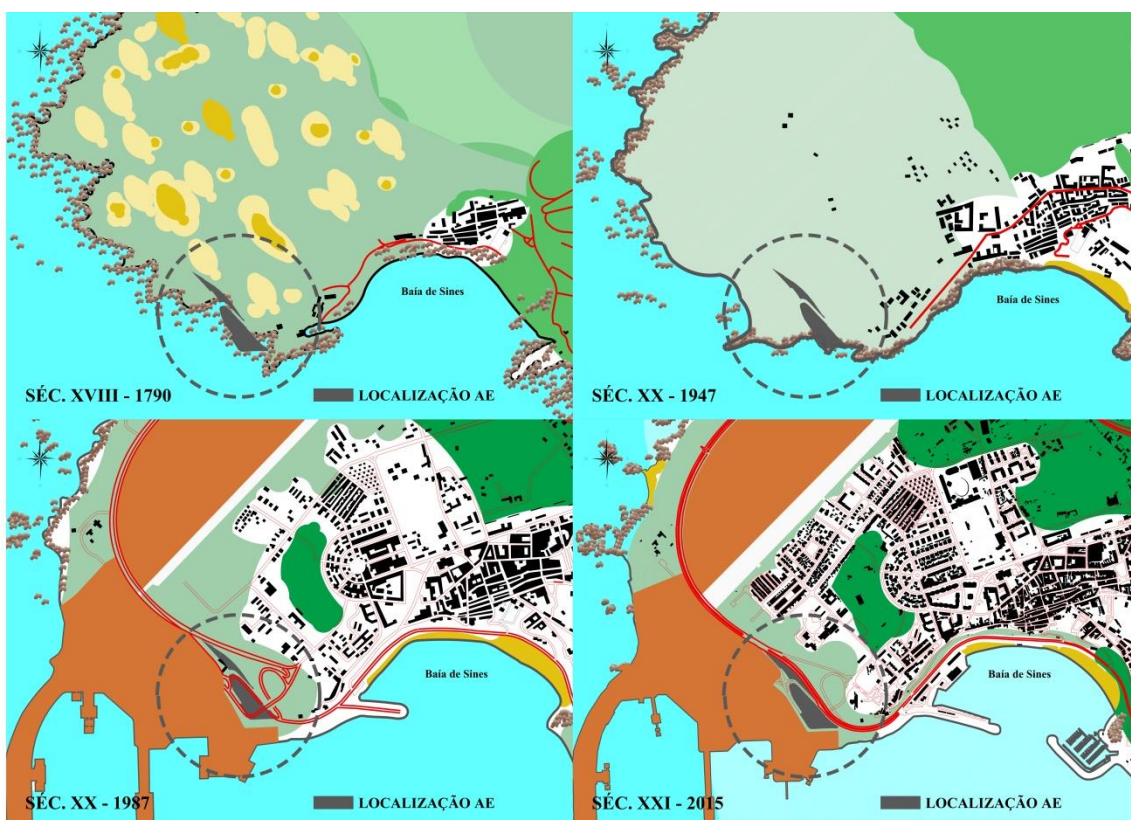 Baía de Sines
SÉC. XVIII - 1790
LOCALIZAÇÃO AE
Baía de Sines
SÉC. XX - 1947
LOCALIZAÇÃO AE
Baía de Sines
SÉC. XX - 1987
LOCALIZAÇÃO AE
Baía de Sines
SÉC. XXI - 2015
LOCALIZAÇÃO AE